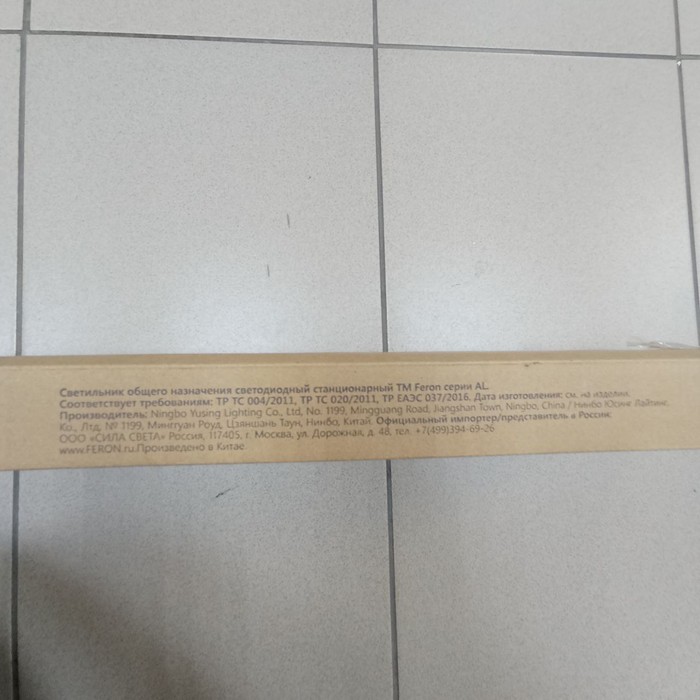 Светильник общего назначения светодиодный стационарный ТМ Feron серии AL.
Соответствует требованиям: ТР ТС 004/2011, ТР ТС 020/2011, ТР ЕАЭС 037/2016. Дата изготовления: см. на изделии.
Производитель: Ningbo Yusing Lighting Co., Ltd, No. 1199, Mingguang Road, Jiangshan Town, Ningbo, China / Нинбо Юсинг Лайтинг
Ко., Лтд, № 1199, Мингуан Роуд, Цзяншань Таун, Нинбо, Китай. Официальный импортер/представитель в России:
ООО «СИЛА СВЕТА» Россия, 117405, г. Москва, ул. Дорожная, д. 48, тел. +7(499)394-69-26
www.FERON.ru.Произведено в Китае.